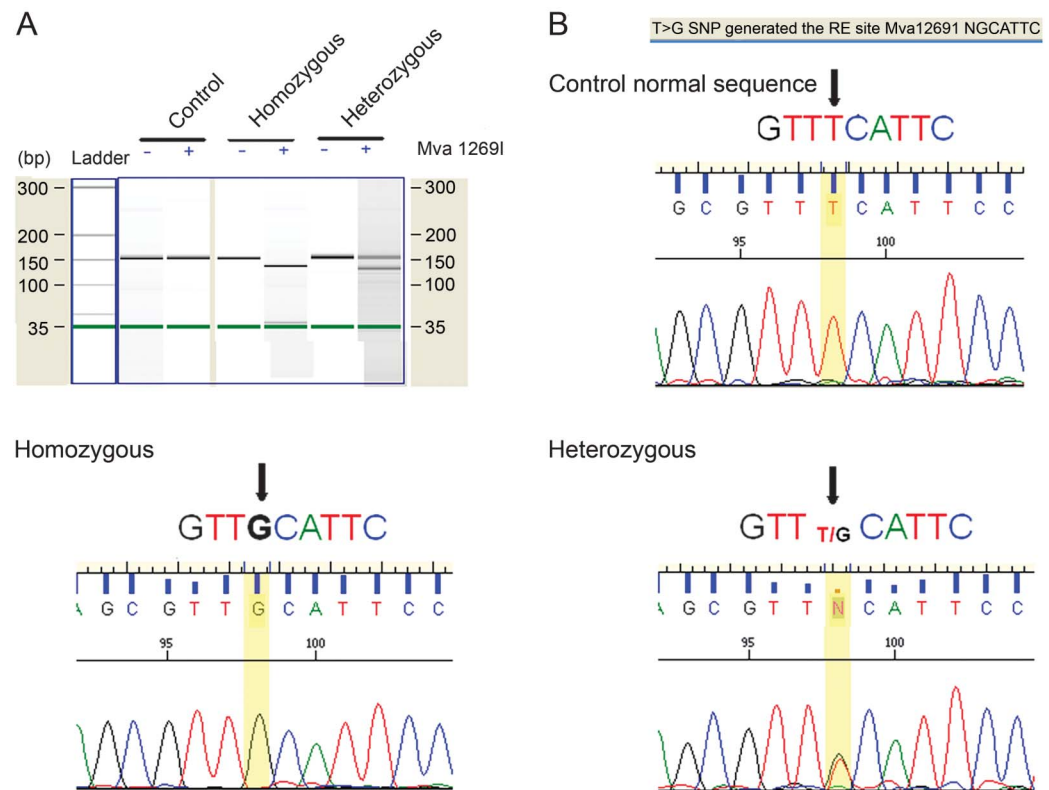 A
Control
Homozygous
Heterozygous
(bp) Ladder - + - + - + Mva 1269I
300 300
200 200
150 150
100 100
35 35
B
T>G SNP generated the RE site Mva12691 NGCATTC
Control normal sequence
GTTTCATTC
G C G T T T C A T T C C
95 100
Homozygous
GTTGCATTC
A G C G T T G C A T T C C
95 100
Heterozygous
GTT T/G CATTC
A G C G T T N C A T T C C
95 100